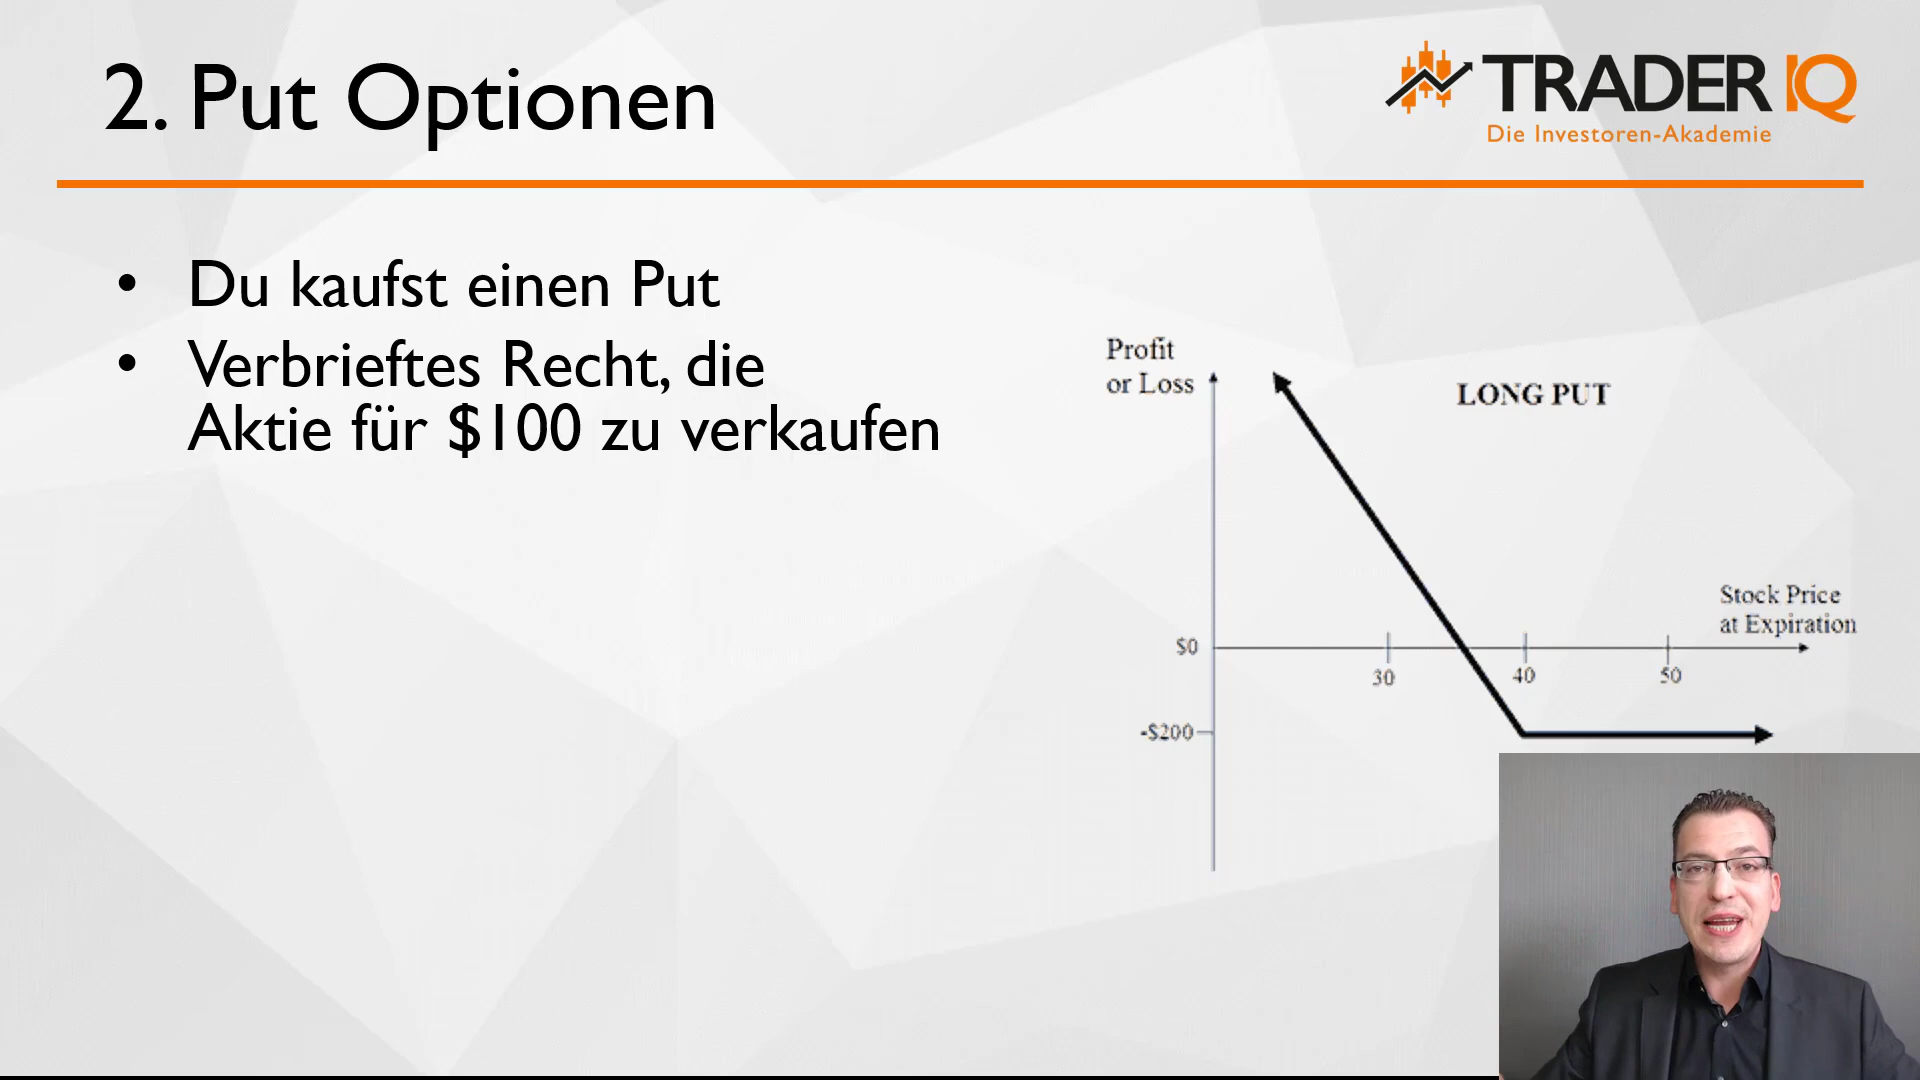 2. Put Optionen
TRADER IQ
Die Investoren-Akademie
• Du kaufst einen Put
• Verbrieftes Recht, die
Aktie für $100 zu verkaufen
Profit
or Loss
LONG PUT
Stock Price
at Expiration
$0
30
40
50
-$200